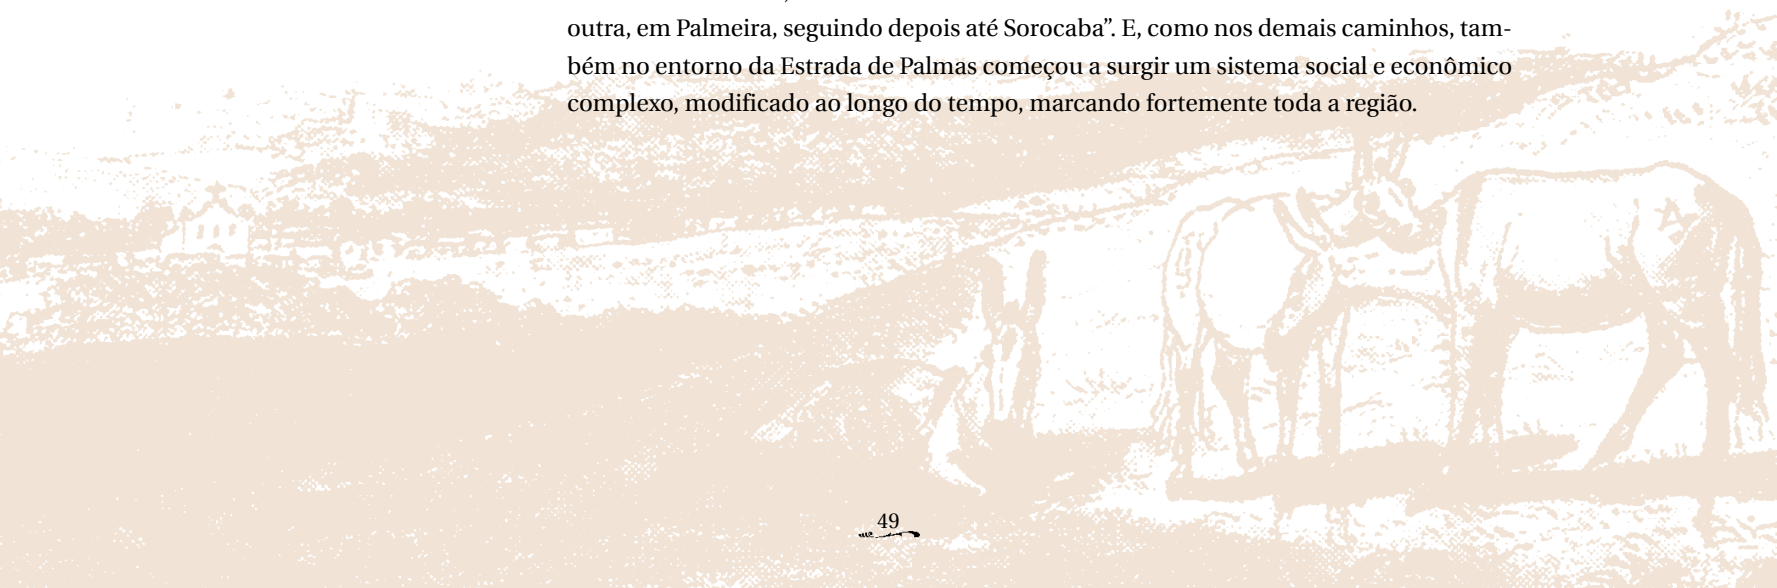 outra, em Palmeira, seguindo depois até Sorocaba”. E, como nos demais caminhos, tam-
bém no entorno da Estrada de Palmas começou a surgir um sistema social e econômico
complexo, modificado ao longo do tempo, marcando fortemente toda a região.
49